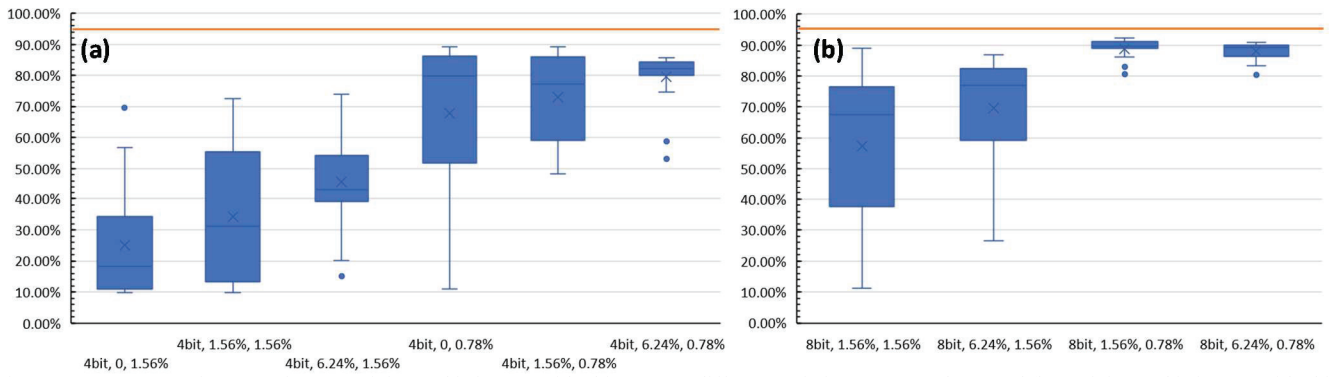 100.00%
90.00%
80.00%
70.00%
60.00%
50.00%
40.00%
30.00%
20.00%
10.00%
0.00%
(a)
4bit, 0, 1.56%
4bit, 1.56%, 1.56%
4bit, 6.24%, 1.56%
4bit, 0, 0.78%
4bit, 1.56%, 0.78%
4bit, 6.24%, 0.78%
100.00%
90.00%
80.00%
70.00%
60.00%
50.00%
40.00%
30.00%
20.00%
10.00%
0.00%
(b)
8bit, 1.56%, 1.56%
8bit, 6.24%, 1.56%
8bit, 1.56%, 0.78%
8bit, 6.24%, 0.78%